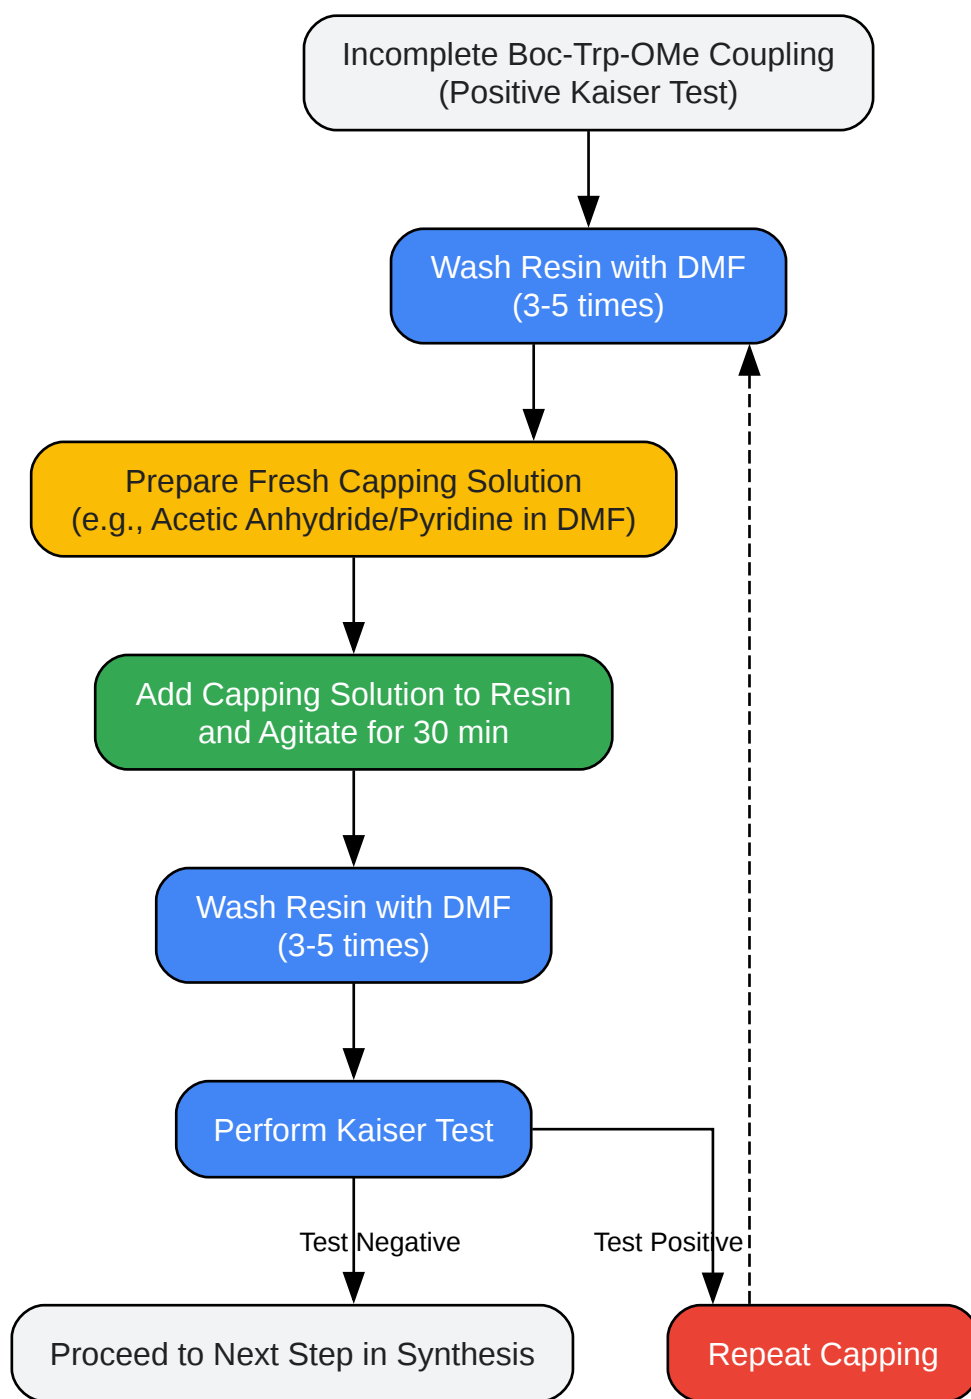 Incomplete Boc-Trp-OMe Coupling
(Positive Kaiser Test)
Wash Resin with DMF
(3-5 times)
Prepare Fresh Capping Solution
(e.g., Acetic Anhydride/Pyridine in DMF)
Add Capping Solution to Resin
and Agitate for 30 min
Wash Resin with DMF
(3-5 times)
Perform Kaiser Test
Test Negative
Test Positive
Proceed to Next Step in Synthesis
Repeat Capping